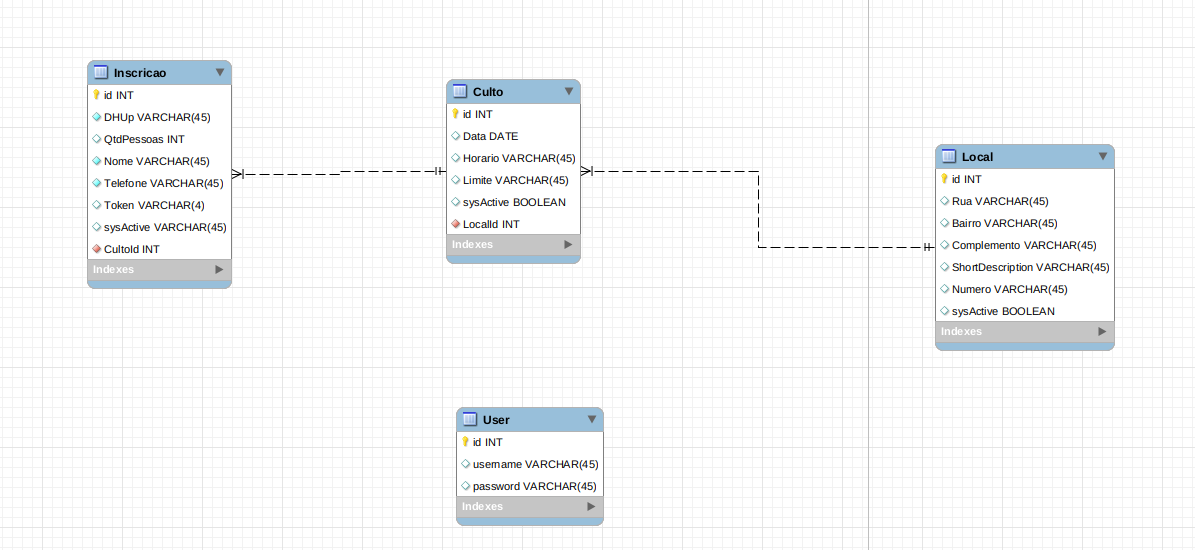 Inscricao
id INT
DHUp VARCHAR(45)
QtdPessoas INT
Nome VARCHAR(45)
Telefone VARCHAR(45)
Token VARCHAR(4)
sysActive VARCHAR(45)
CultoId INT
Indexes
Culto
id INT
Data DATE
Horario VARCHAR(45)
Limite VARCHAR(45)
sysActive BOOLEAN
LocalId INT
Indexes
Local
id INT
Rua VARCHAR(45)
Bairro VARCHAR(45)
Complemento VARCHAR(45)
ShortDescription VARCHAR(45)
Numero VARCHAR(45)
sysActive BOOLEAN
Indexes
User
id INT
username VARCHAR(45)
password VARCHAR(45)
Indexes